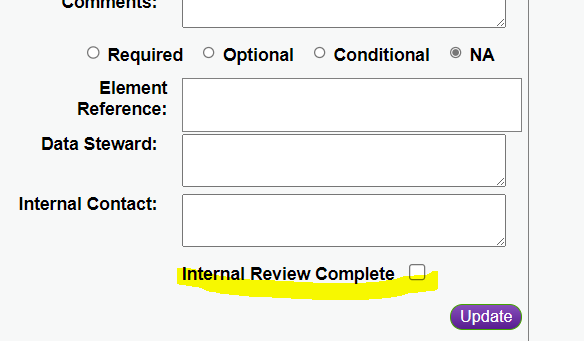 Comments:
Required Optional Conditional NA
Element
Reference:
Data Steward:
Internal Contact:
Internal Review Complete
Update